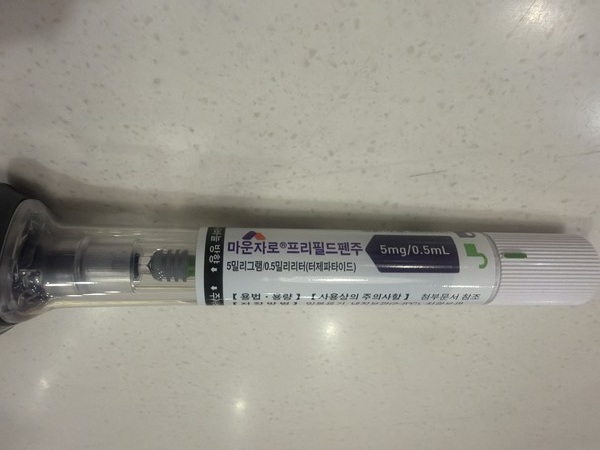 마운자로®프리필드펜주
5mg/0.5mL
5밀리그램/0.5밀리리터(터제파타이드)
【용법·용량】【사용상의 주의사항】 첨부문서 참조